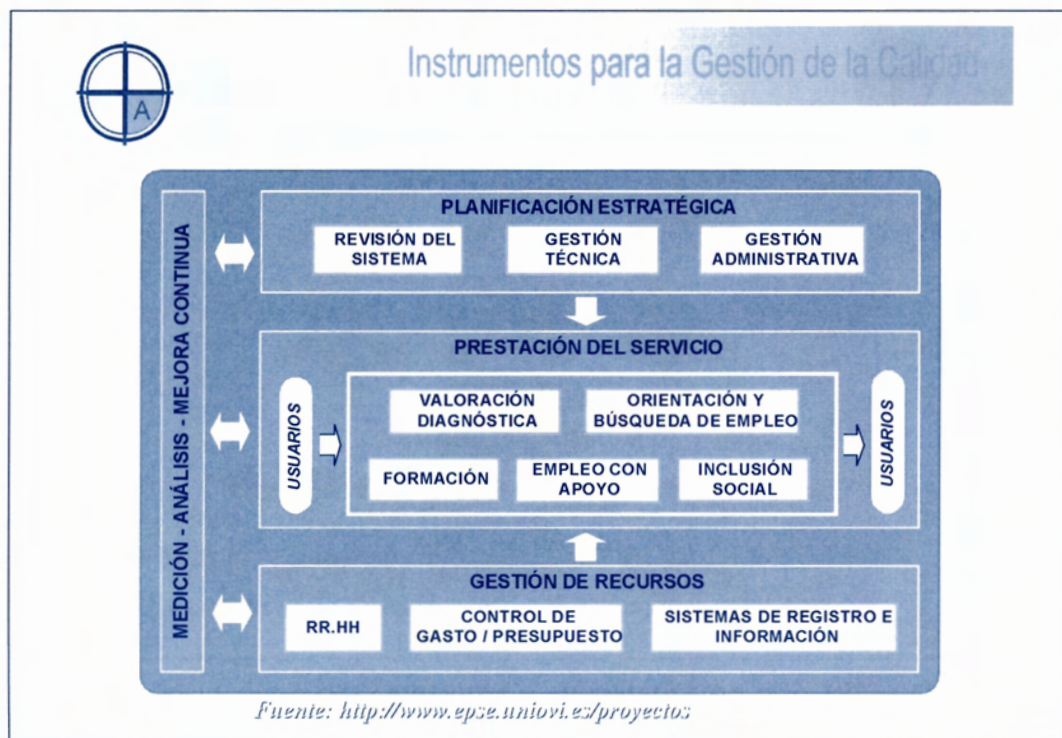 Instrumentos para la Gestión de la Calidad
A
PLANIFICACIÓN ESTRATÉGICA
REVISIÓN DEL
SISTEMA
GESTIÓN
TÉCNICA
GESTIÓN
ADMINISTRATIVA
MEDICIÓN - ANÁLISIS - MEJORA CONTINUA
PRESTACIÓN DEL SERVICIO
USUARIOS
VALORACIÓN
DIAGNÓSTICA
ORIENTACIÓN Y
BÚSQUEDA DE EMPLEO
FORMACIÓN
EMPLEO CON
APOYO
INCLUSIÓN
SOCIAL
USUARIOS
GESTIÓN DE RECURSOS
RR.HH
CONTROL DE
GASTO / PRESUPUESTO
SISTEMAS DE REGISTRO E
INFORMACIÓN
Fuente: http://www.epse.uniovi.es/proyectos